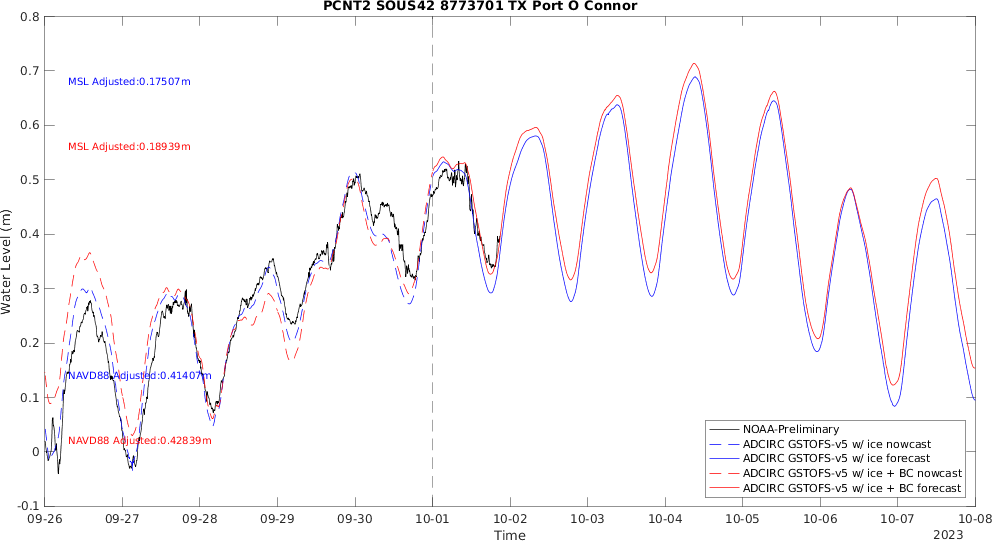 PCNT2 SOUS42 8773701 TX Port O Connor
0.8
0.7
0.6
0.5
0.4
0.3
0.2
0.1
0
-0.1
Water Level (m)
MSL Adjusted:0.17507m
MSL Adjusted:0.18939m
NAVD88 Adjusted:0.41407m
NAVD88 Adjusted:0.42839m
NOAA-Preliminary
ADCIRC GSTOFS-v5 w/ ice nowcast
ADCIRC GSTOFS-v5 w/ ice forecast
ADCIRC GSTOFS-v5 w/ ice + BC nowcast
ADCIRC GSTOFS-v5 w/ ice + BC forecast
09-26 09-27 09-28 09-29 09-30 10-01 10-02 10-03 10-04 10-05 10-06 10-07 10-08
Time
2023